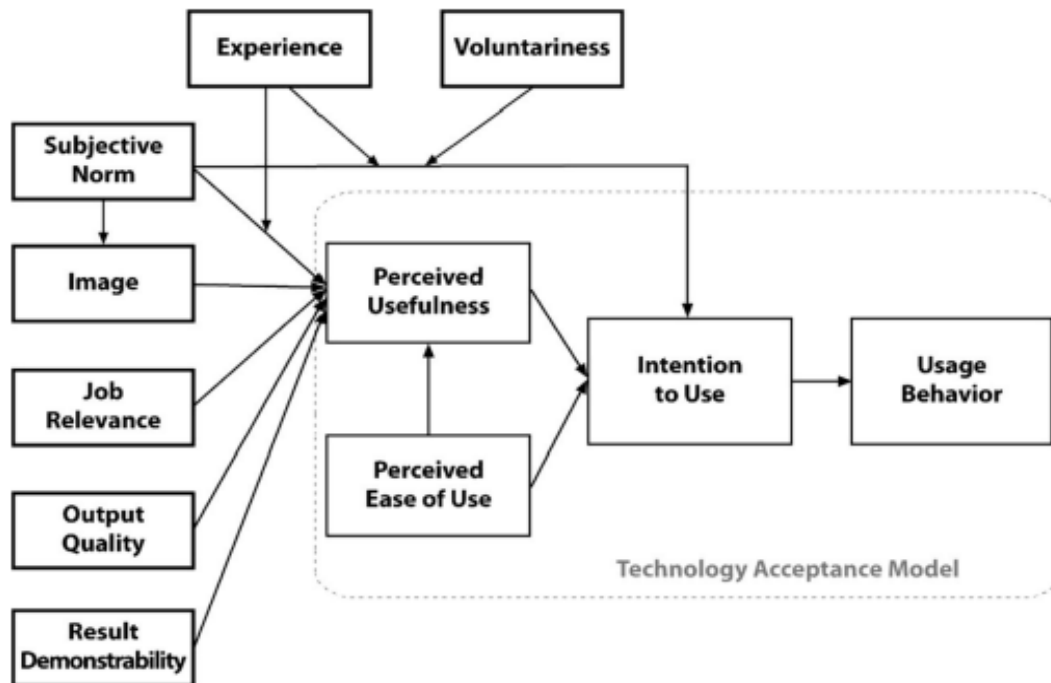 Experience
Voluntariness
Subjective
Norm
Image
Perceived
Usefulness
Intention
to Use
Usage
Behavior
Job
Relevance
Perceived
Ease of Use
Output
Quality
Technology Acceptance Model
Result
Demonstrability